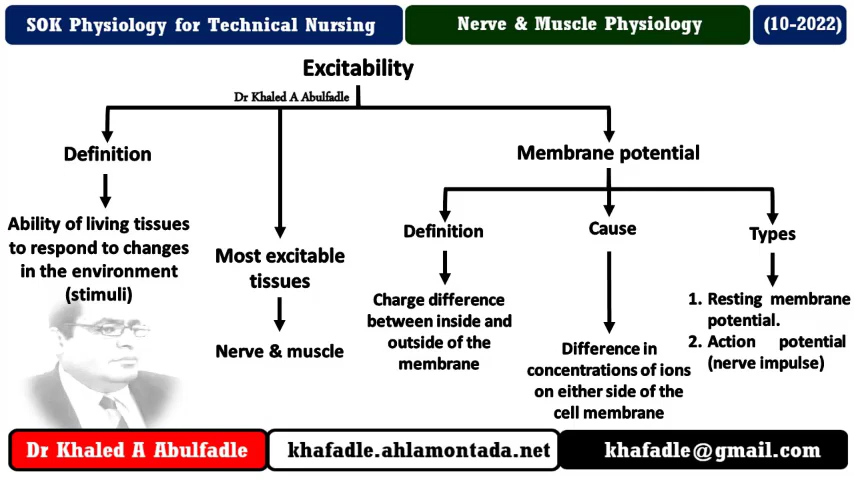 SOK Physiology for Technical Nursing
Nerve & Muscle Physiology
(10-2022)
Excitability
Dr Khaled A Abulfadle
Definition
Ability of living tissues
to respond to changes
in the environment
(stimuli)
Most excitable
tissues
Nerve & muscle
Membrane potential
Definition
Charge difference
between inside and
outside of the
membrane
Cause
Difference in
concentrations of ions
on either side of the
cell membrane
Types
1. Resting membrane
potential.
2. Action potential
(nerve impulse)
Dr Khaled A Abulfadle
khafadle.ahlamontada.net
khafadle@gmail.com